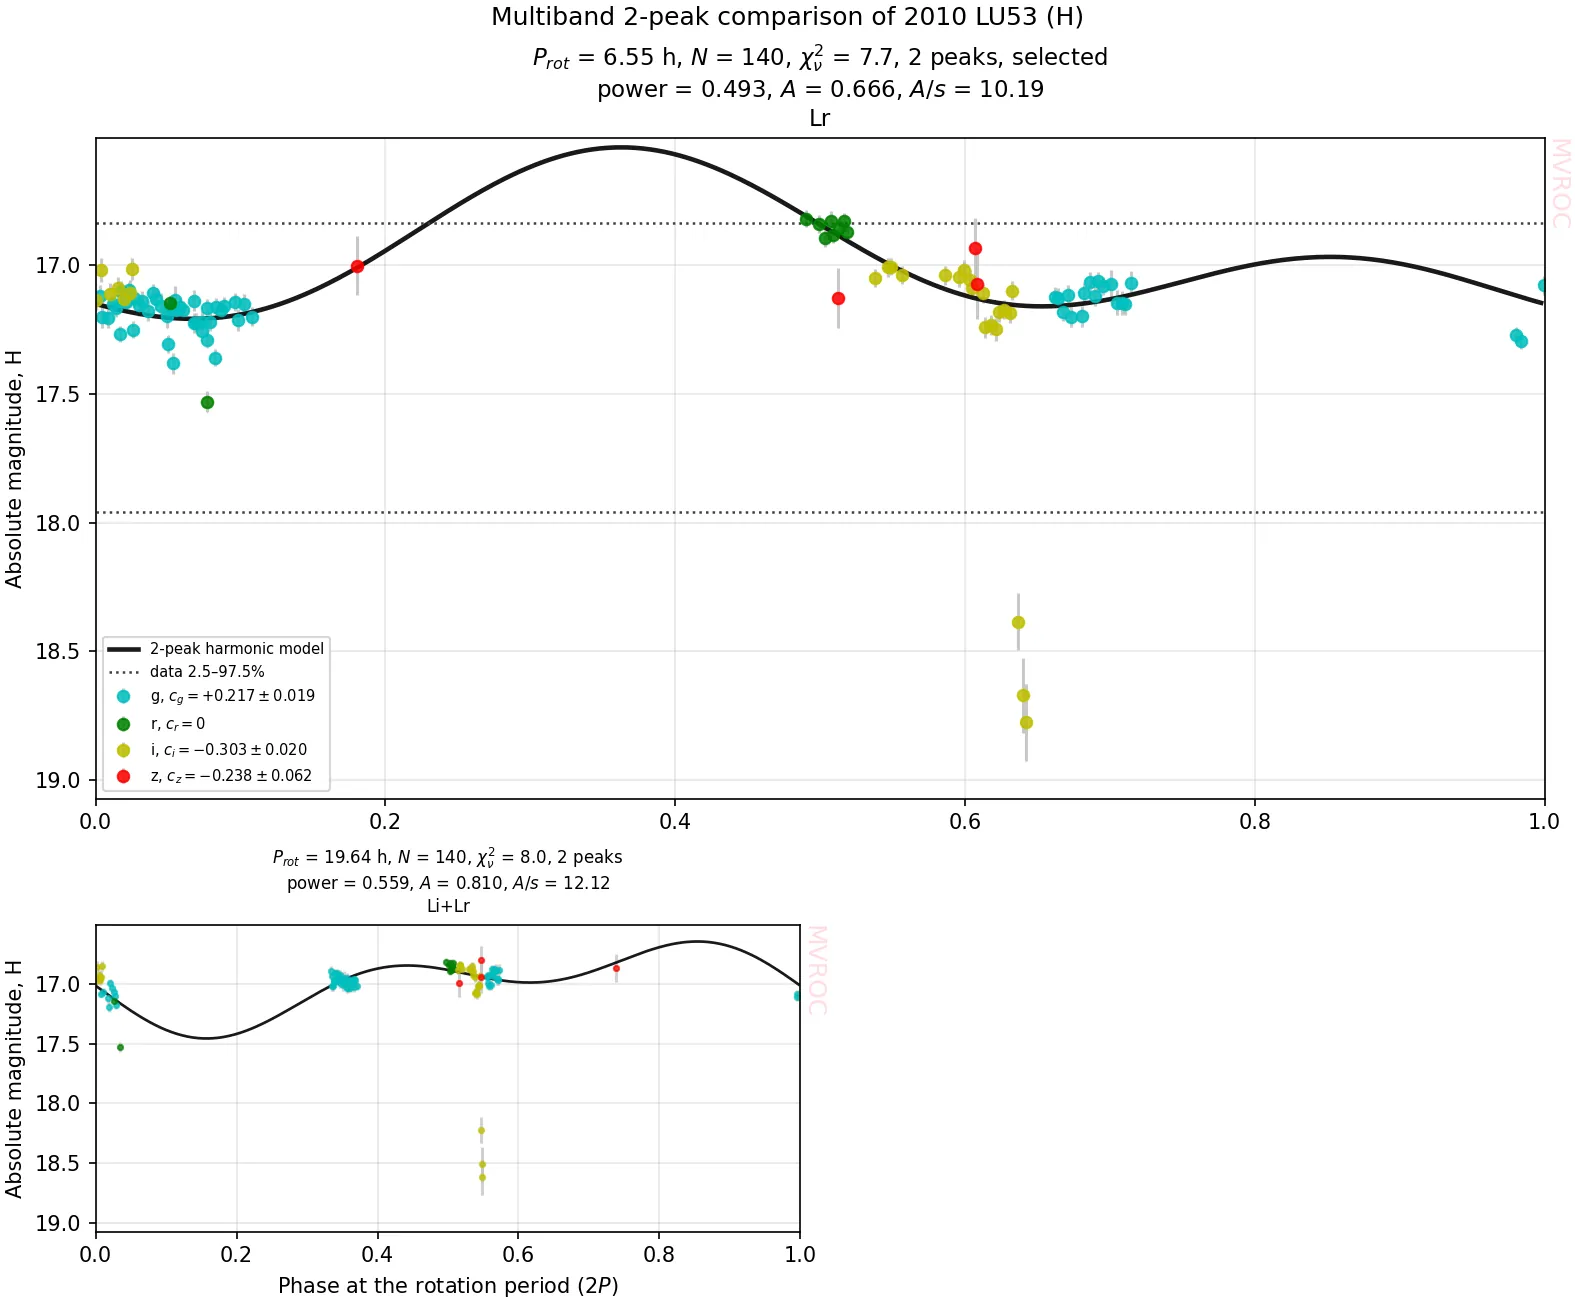 Multiband 2-peak comparison of 2010 LU53 (H)
P_rot = 6.55 h, N = 140, χ²_ν = 7.7, 2 peaks, selected
power = 0.493, A = 0.666, A/s = 10.19
Lr
MVROC
Absolute magnitude, H
17.0
17.5
18.0
18.5
19.0
2-peak harmonic model
data 2.5–97.5%
g, c_g = +0.217 ± 0.019
r, c_r = 0
i, c_i = −0.303 ± 0.020
z, c_z = −0.238 ± 0.062
0.0 0.2 0.4 0.6 0.8 1.0
P_rot = 19.64 h, N = 140, χ²_ν = 8.0, 2 peaks
power = 0.559, A = 0.810, A/s = 12.12
Li+Lr
MVROC
Absolute magnitude, H
17.0
17.5
18.0
18.5
19.0
0.0 0.2 0.4 0.6 0.8 1.0
Phase at the rotation period (2P)